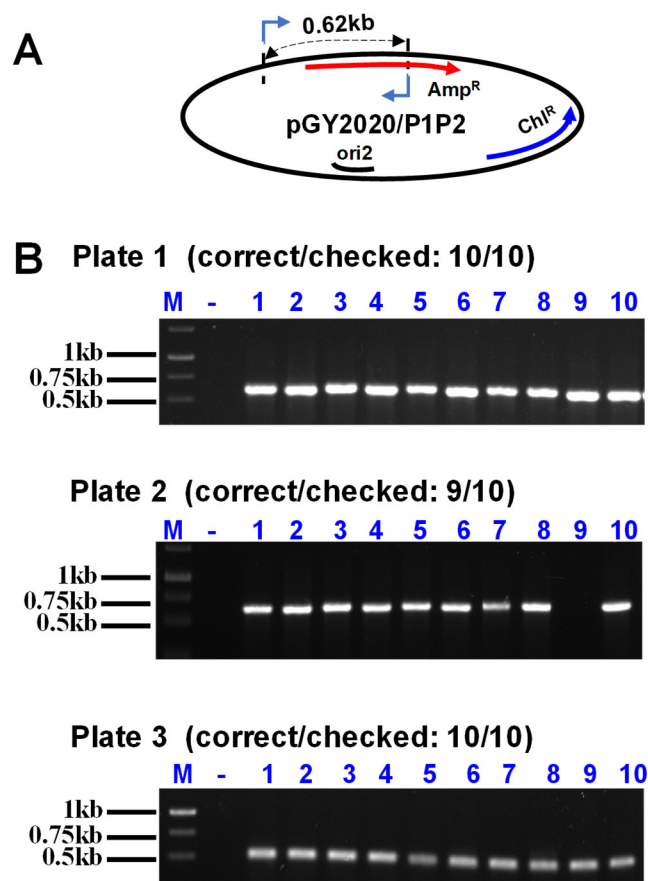 A
0.62kb
AmpR
pGY2020/P1P2
ChlR
ori2
B
Plate 1 (correct/checked: 10/10)
M - 1 2 3 4 5 6 7 8 9 10
1kb
0.75kb
0.5kb
Plate 2 (correct/checked: 9/10)
M - 1 2 3 4 5 6 7 8 9 10
1kb
0.75kb
0.5kb
Plate 3 (correct/checked: 10/10)
M - 1 2 3 4 5 6 7 8 9 10
1kb
0.75kb
0.5kb